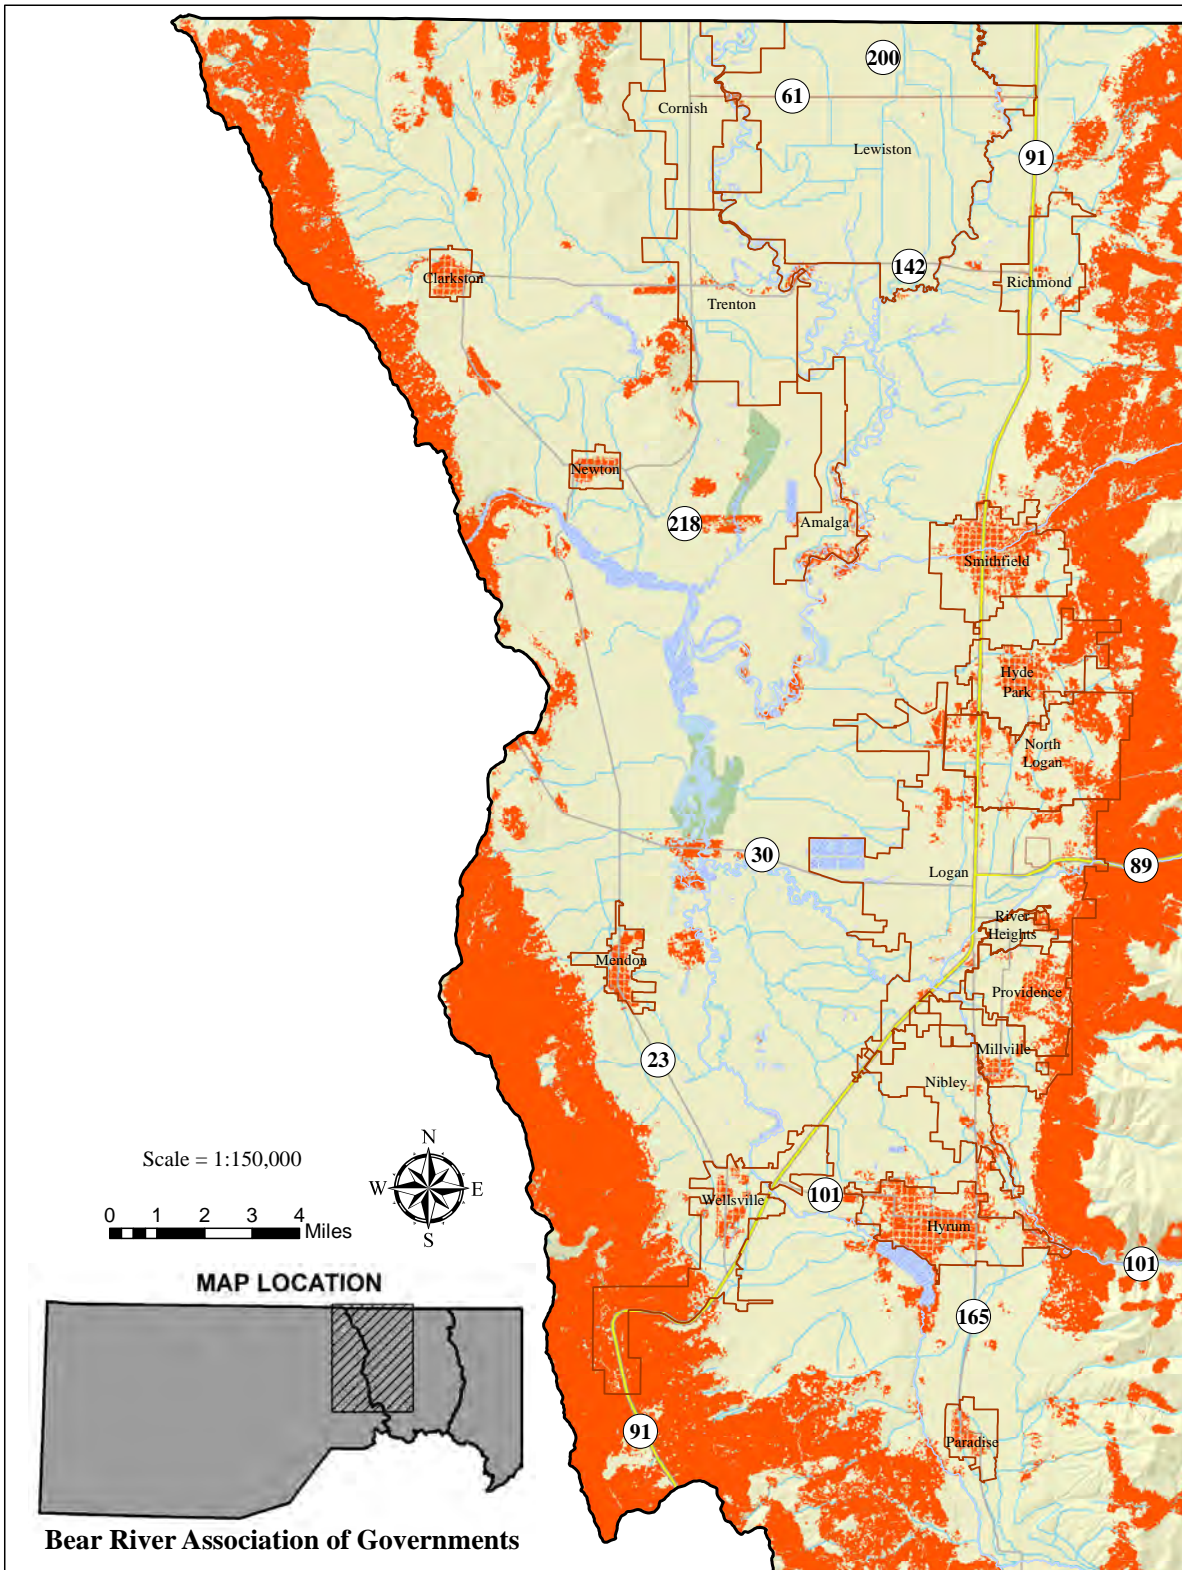 200
61
Cornish
Lewiston
91
142
Clarkston
Richmond
Trenton
Newton
218
Amalga
Smithfield
Hyde
Park
North
Logan
30
Logan
89
River
Heights
Mendon
Providence
Millville
23
Nibley
Scale = 1:150,000
N
W
E
S
0 1 2 3 4
Miles
101
Wellsville
Hyrum
101
MAP LOCATION
165
91
Paradise
Bear River Association of Governments